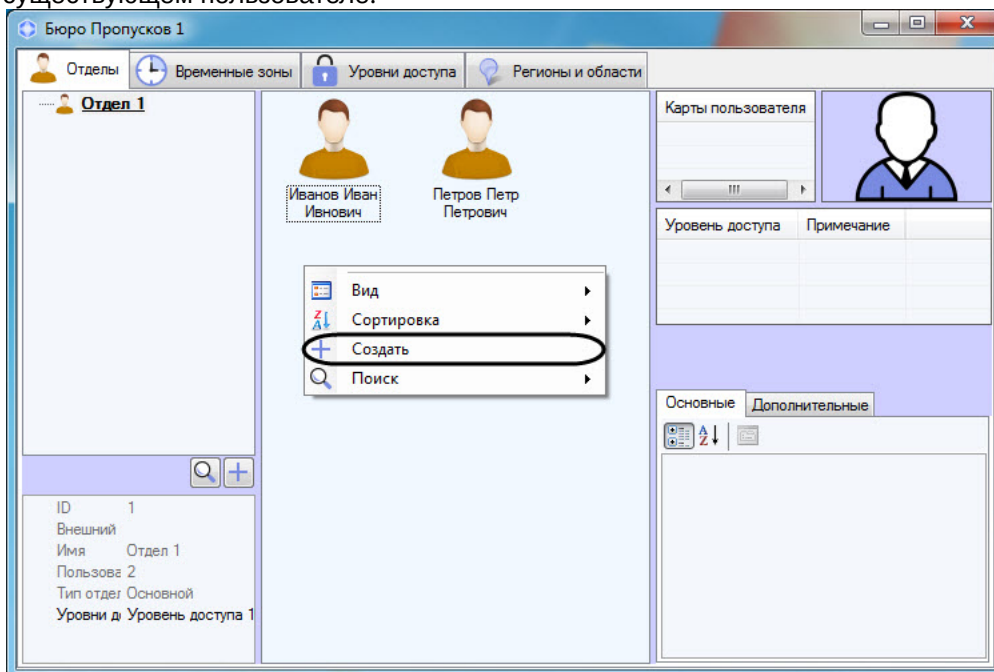 существующем пользователе.
Бюро Пропусков 1
Отделы
Временные зоны
Уровни доступа
Регионы и области
Отдел 1
Иванов Иван
Ивнович
Петров Петр
Петрович
Вид
Сортировка
Создать
Поиск
Карты пользователя
Уровень доступа
Примечание
Основные
Дополнительные
ID 1
Внешний
Имя Отдел 1
Пользова 2
Тип отдел Основной
Уровни д Уровень доступа 1